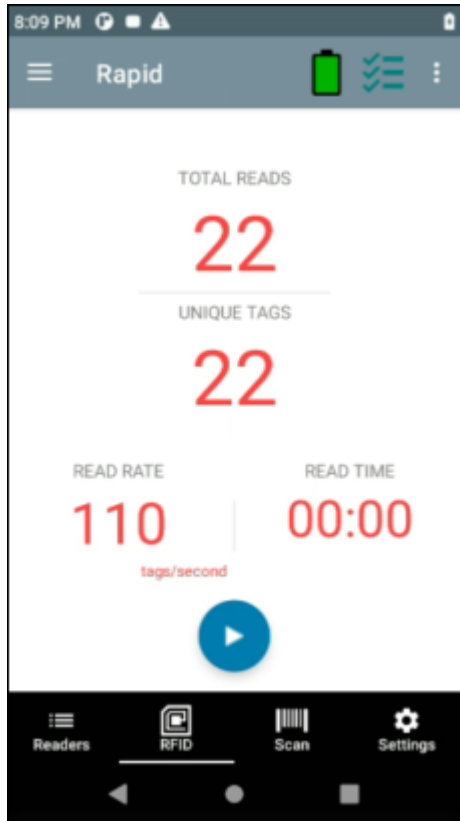 8:09 PM
Rapid
TOTAL READS
22
UNIQUE TAGS
22
READ RATE
READ TIME
110
00:00
tags/second
Readers
RFID
Scan
Settings